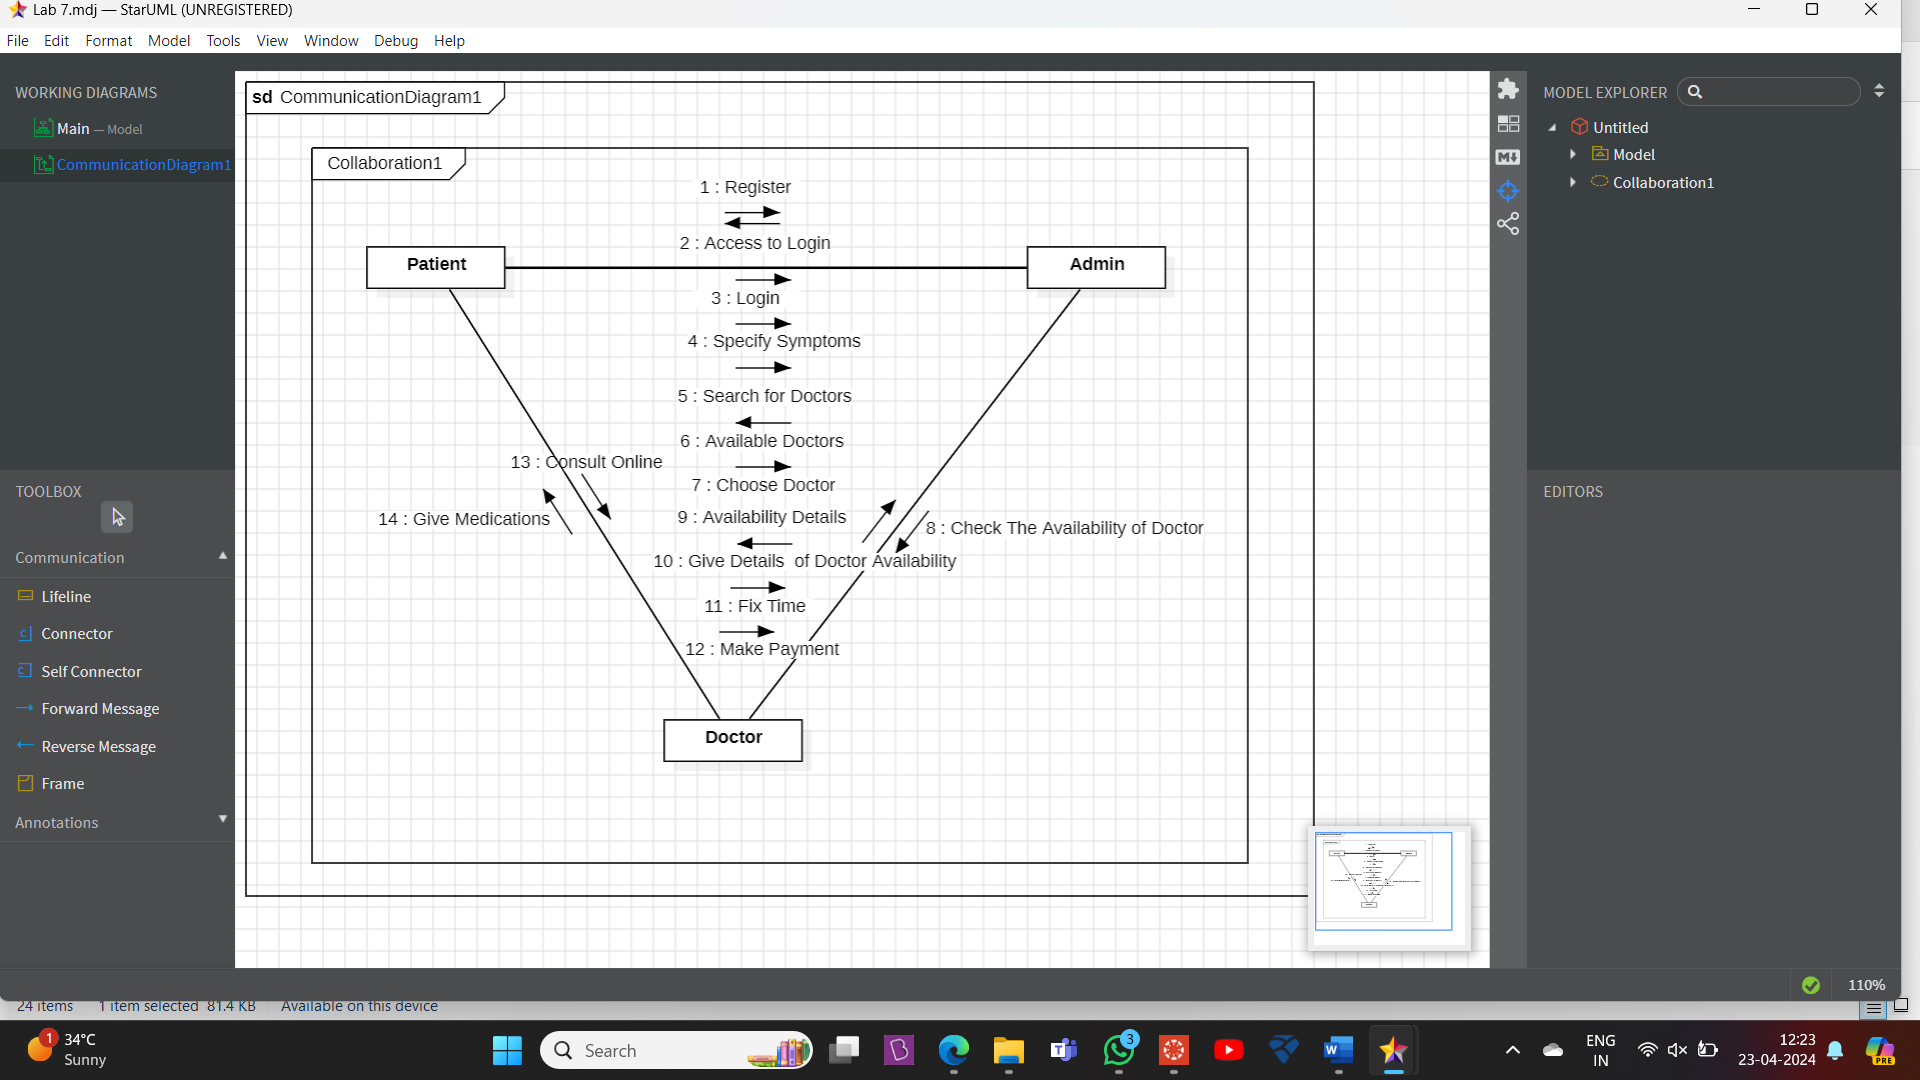 Lab 7.mdj — StarUML (UNREGISTERED)
File Edit Format Model Tools View Window Debug Help
WORKING DIAGRAMS
Main — Model
CommunicationDiagram1
TOOLBOX
Communication
Lifeline
Connector
Self Connector
Forward Message
Reverse Message
Frame
Annotations
sd CommunicationDiagram1
Collaboration1
1 : Register
2 : Access to Login
Patient
Admin
3 : Login
4 : Specify Symptoms
5 : Search for Doctors
6 : Available Doctors
13 : Consult Online
7 : Choose Doctor
14 : Give Medications
9 : Availability Details
8 : Check The Availability of Doctor
10 : Give Details  of Doctor Availability
11 : Fix Time
12 : Make Payment
Doctor
MODEL EXPLORER
Untitled
Model
Collaboration1
EDITORS
110%
24 items 1 item selected 81.4 KB Available on this device
1
34°C
Sunny
Search
3
ENG
IN
12:23
23-04-2024
PRE